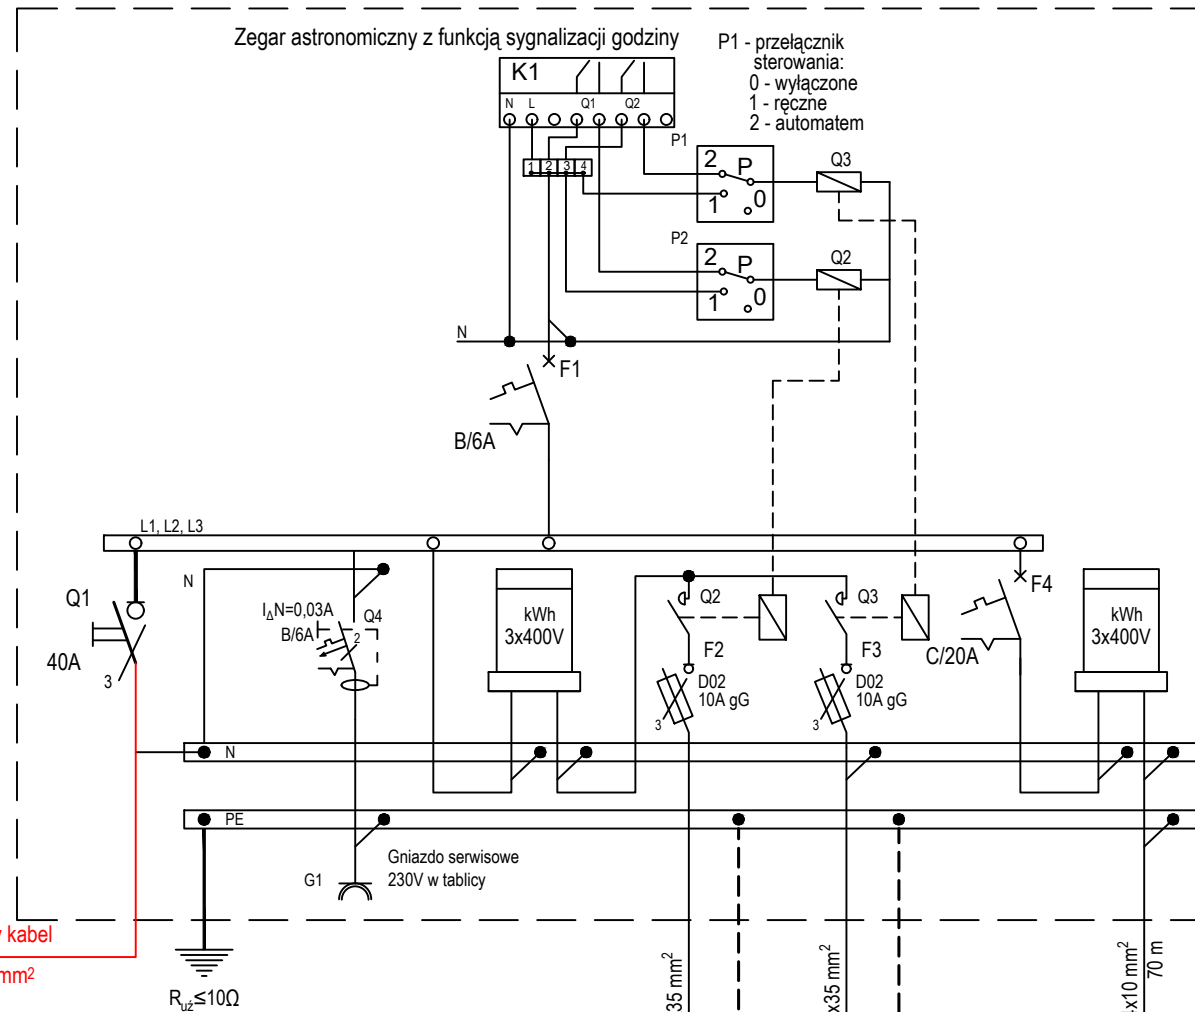 Zegar astronomiczny z funkcją sygnalizacji godziny
P1 - przełącznik
sterowania:
0 - wyłączone
1 - ręczne
2 - automatem
K1
N L Q1 Q2
P1
1 2 3 4
2 P
1 0
Q3
P2
2 P
1 0
Q2
N
F1
B/6A
L1, L2, L3
N
Q1
40A
3
I∆N=0,03A
B/6A
Q4
2
kWh
3x400V
Q2
F2
D02
10A gG
3
Q3
F3
D02
10A gG
3
F4
C/20A
kWh
3x400V
N
PE
G1
Gniazdo serwisowe
230V w tablicy
kabel
mm²
Ruż≤10Ω
35 mm²
x35 mm²
x10 mm²
70 m